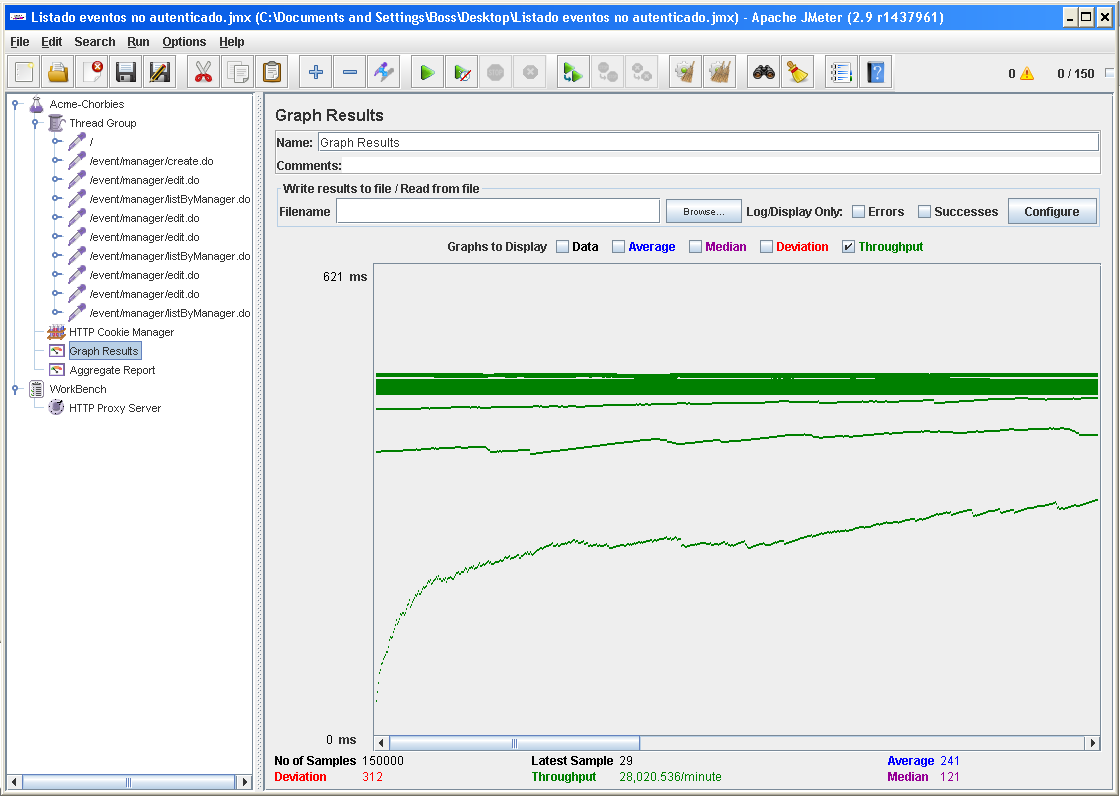 Listado eventos no autenticado.jmx (C:\Documents and Settings\Boss\Desktop\Listado eventos no autenticado.jmx) - Apache JMeter (2.9 r1437961)
File Edit Search Run Options Help
0 0 / 150
Acme-Chorbies
Thread Group
/
/event/manager/create.do
/event/manager/edit.do
/event/manager/listByManager.do
/event/manager/edit.do
/event/manager/edit.do
/event/manager/listByManager.do
/event/manager/edit.do
/event/manager/edit.do
/event/manager/listByManager.do
HTTP Cookie Manager
Graph Results
Aggregate Report
WorkBench
HTTP Proxy Server
Graph Results
Name: Graph Results
Comments:
Write results to file / Read from file
Filename Browse... Log/Display Only: Errors Successes Configure
Graphs to Display Data Average Median Deviation Throughput
621 ms
0 ms
No of Samples 150000 Latest Sample 29 Average 241
Deviation 312 Throughput 28,020.536/minute Median 121